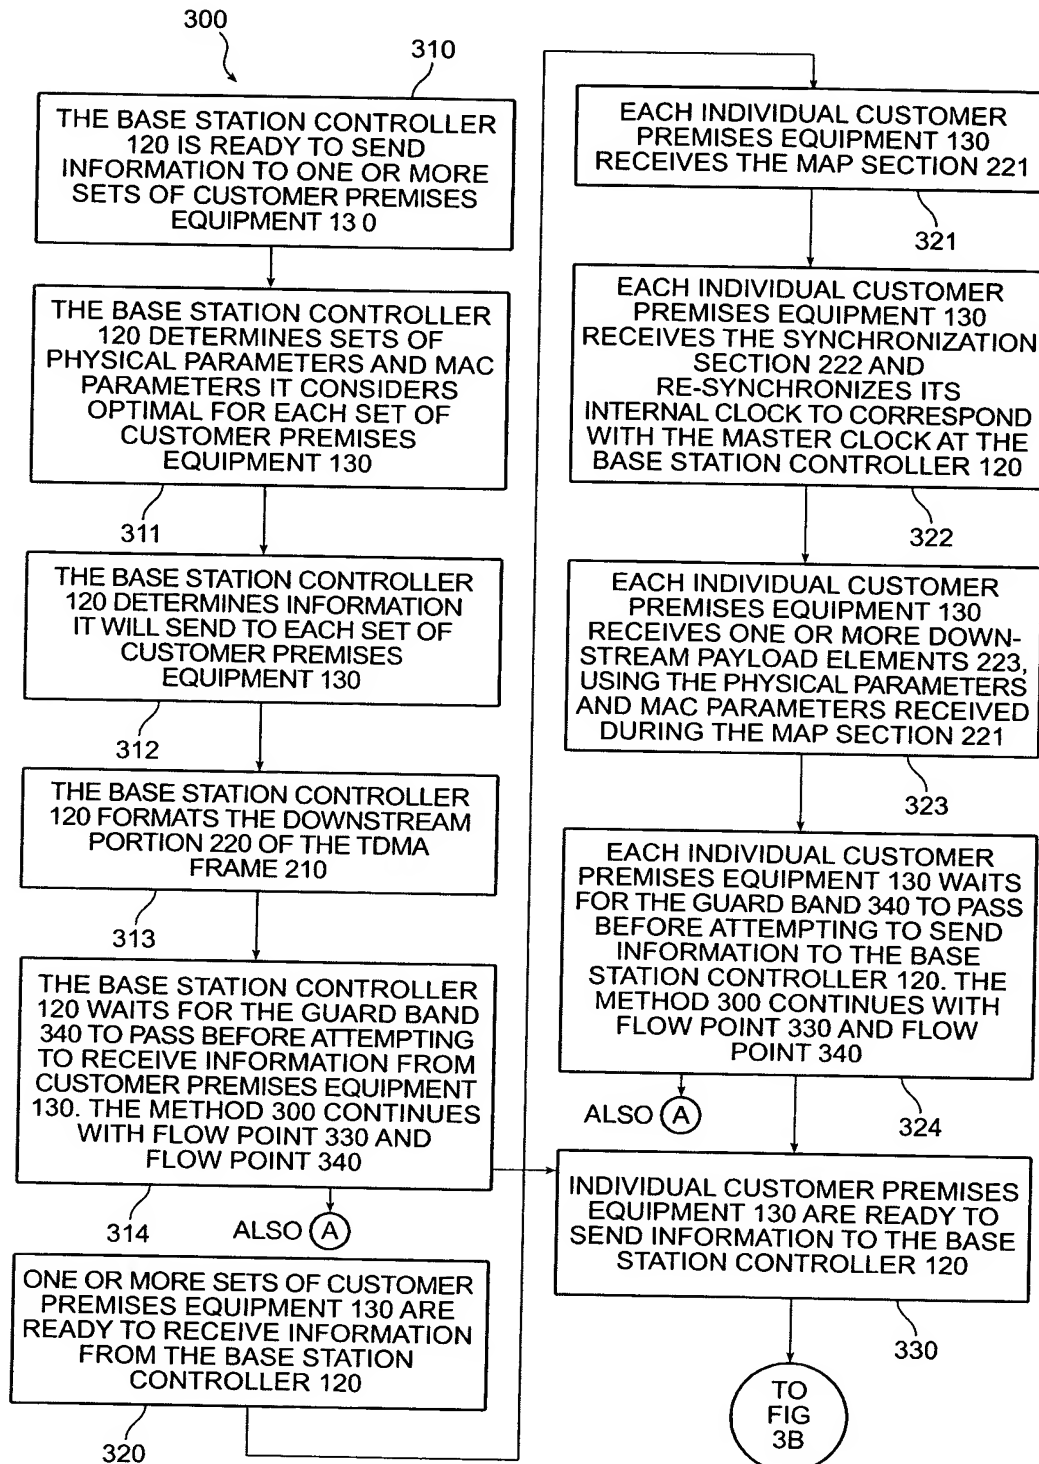 300
310
THE BASE STATION CONTROLLER
120 IS READY TO SEND
INFORMATION TO ONE OR MORE
SETS OF CUSTOMER PREMISES
EQUIPMENT 13 0
THE BASE STATION CONTROLLER
120 DETERMINES SETS OF
PHYSICAL PARAMETERS AND MAC
PARAMETERS IT CONSIDERS
OPTIMAL FOR EACH SET OF
CUSTOMER PREMISES
EQUIPMENT 130
311
THE BASE STATION CONTROLLER
120 DETERMINES INFORMATION
IT WILL SEND TO EACH SET OF
CUSTOMER PREMISES
EQUIPMENT 130
312
THE BASE STATION CONTROLLER
120 FORMATS THE DOWNSTREAM
PORTION 220 OF THE TDMA
FRAME 210
313
THE BASE STATION CONTROLLER
120 WAITS FOR THE GUARD BAND
340 TO PASS BEFORE ATTEMPTING
TO RECEIVE INFORMATION FROM
CUSTOMER PREMISES EQUIPMENT
130. THE METHOD 300 CONTINUES
WITH FLOW POINT 330 AND
FLOW POINT 340
314
ALSO A
ONE OR MORE SETS OF CUSTOMER
PREMISES EQUIPMENT 130 ARE
READY TO RECEIVE INFORMATION
FROM THE BASE STATION
CONTROLLER 120
320
EACH INDIVIDUAL CUSTOMER
PREMISES EQUIPMENT 130
RECEIVES THE MAP SECTION 221
321
EACH INDIVIDUAL CUSTOMER
PREMISES EQUIPMENT 130
RECEIVES THE SYNCHRONIZATION
SECTION 222 AND
RE-SYNCHRONIZES ITS
INTERNAL CLOCK TO CORRESPOND
WITH THE MASTER CLOCK AT THE
BASE STATION CONTROLLER 120
322
EACH INDIVIDUAL CUSTOMER
PREMISES EQUIPMENT 130
RECEIVES ONE OR MORE DOWN-
STREAM PAYLOAD ELEMENTS 223,
USING THE PHYSICAL PARAMETERS
AND MAC PARAMETERS RECEIVED
DURING THE MAP SECTION 221
323
EACH INDIVIDUAL CUSTOMER
PREMISES EQUIPMENT 130 WAITS
FOR THE GUARD BAND 340 TO PASS
BEFORE ATTEMPTING TO SEND
INFORMATION TO THE BASE
STATION CONTROLLER 120. THE
METHOD 300 CONTINUES WITH
FLOW POINT 330 AND FLOW
POINT 340
ALSO A
324
INDIVIDUAL CUSTOMER PREMISES
EQUIPMENT 130 ARE READY TO
SEND INFORMATION TO THE BASE
STATION CONTROLLER 120
330
TO
FIG
3B